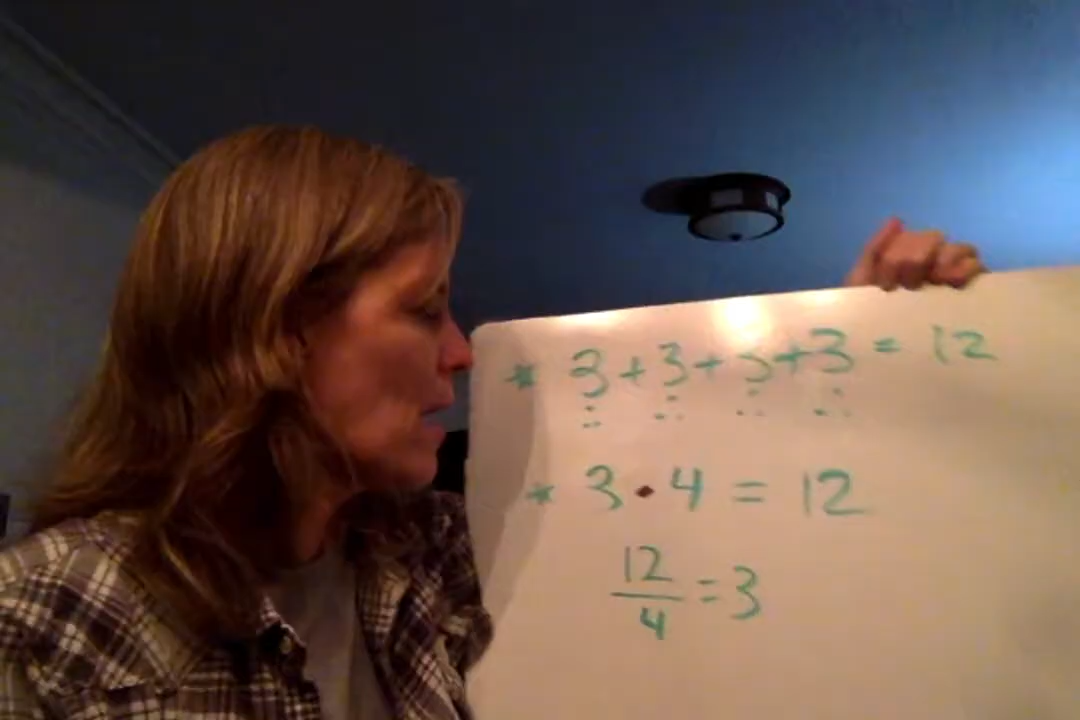 * 3+3+3+3 = 12
* 3·4 = 12
12
4 =3